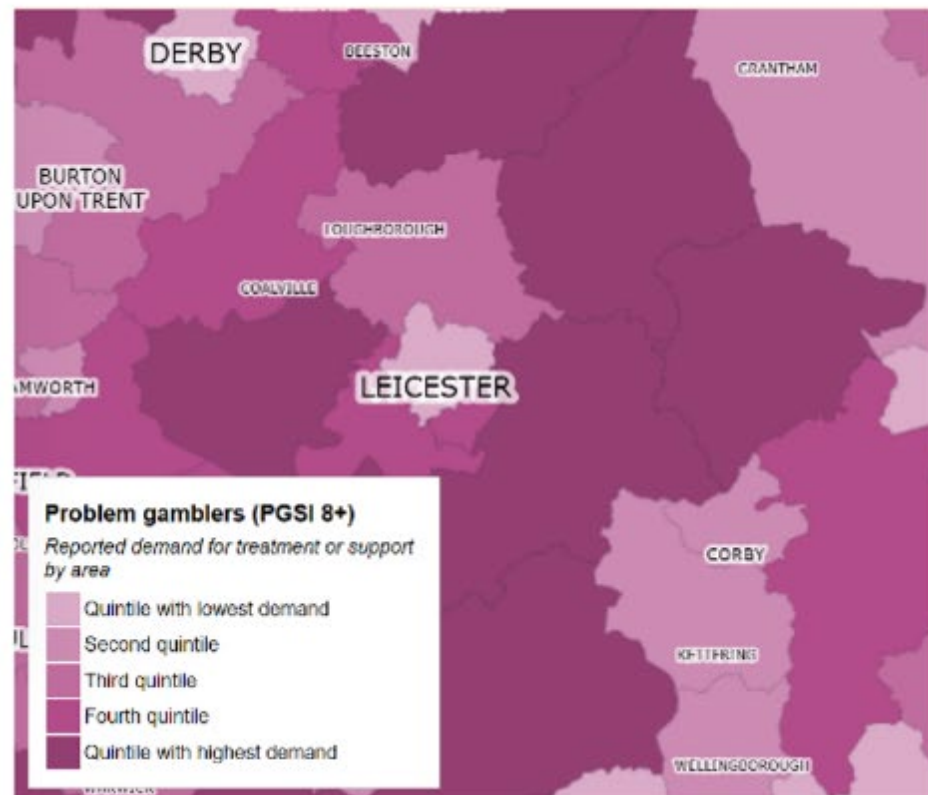 DERBY
BEESTON
GRANTHAM
BURTON
UPON TRENT
LOUGHBOROUGH
COALVILLE
LEICESTER
AMWORTH
FIELD
Problem gamblers (PGSI 8+)
Reported demand for treatment or support
by area
CORBY
Quintile with lowest demand
Second quintile
KETTERING
Third quintile
Fourth quintile
Quintile with highest demand
WELLINGBOROUGH
WARWICK